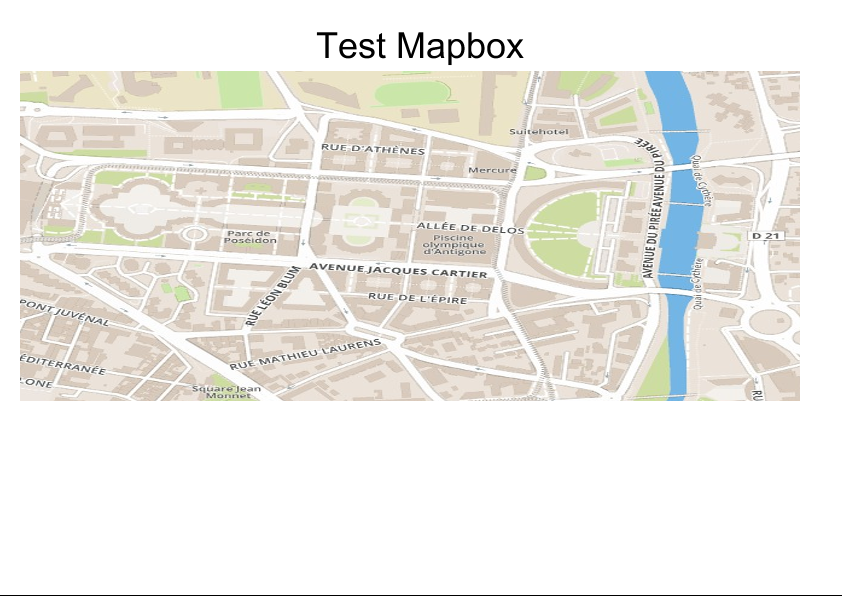 Test Mapbox
Suitehotel
RUE D'ATHÈNES
AVENUE DU PIRÉE
Mercure
Quai de Cythère
ALLÉE DE DELOS
Parc de
Poséidon
Piscine
olympique
d'Antigone
AVENUE DU PIRÉE
D 21
AVENUE JACQUES CARTIER
RUE LÉON BLUM
Quai de Cythère
RUE DE L'ÉPIRE
PONT JUVÉNAL
RUE MATHIEU LAURENS
ÉDITERRANÉE
LONE
Square Jean
Monnet
RU